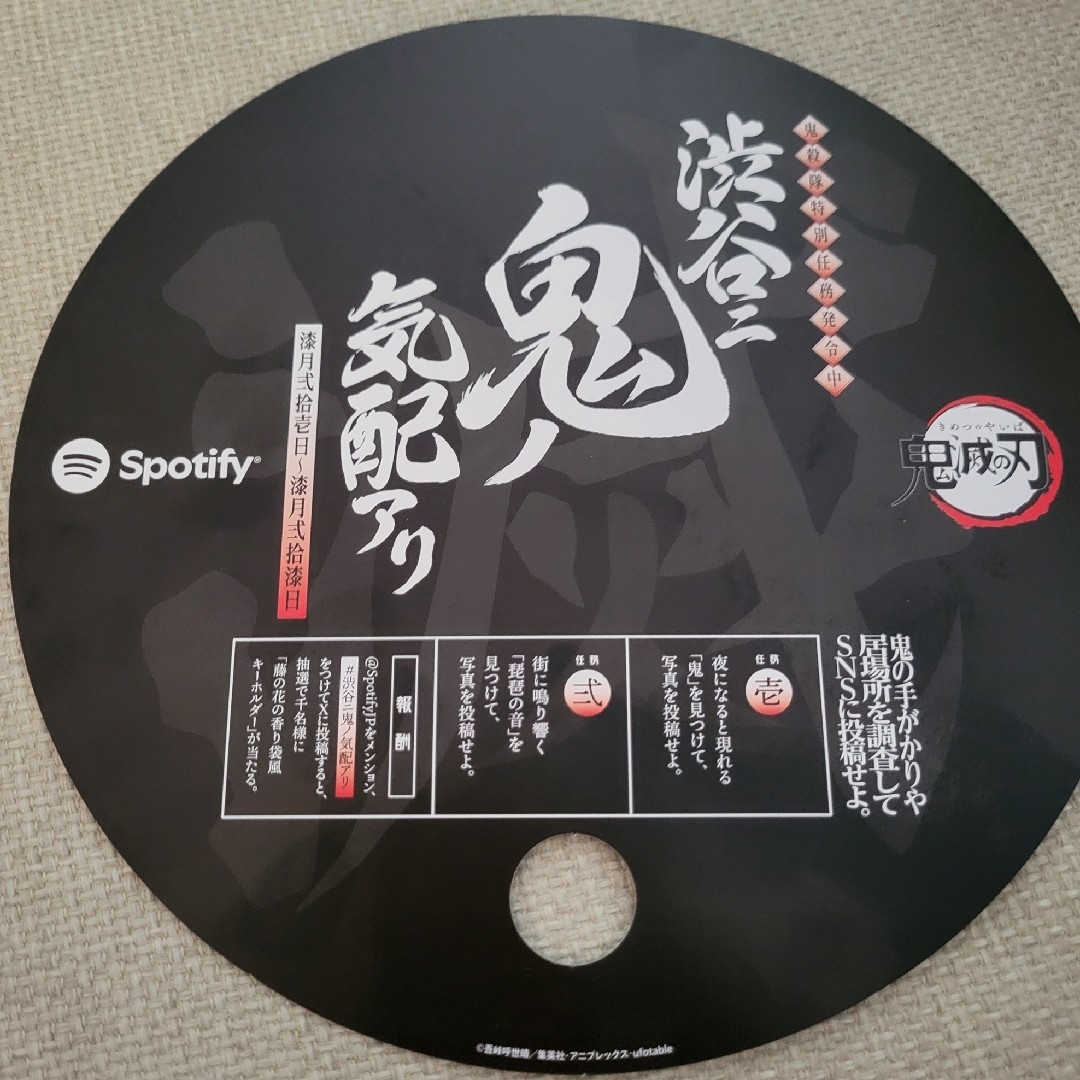 鬼殺隊特別任務発令中
渋谷ニ
鬼ノ
気配アリ
漆月弐拾壱日～漆月弐拾漆日
Spotify®
きめつのやいば
鬼滅の刃
鬼の手がかりや
居場所を調査して
SNSに投稿せよ。
任務
壱
夜になると現れる
「鬼」を見つけて、
写真を投稿せよ。
任務
弐
街に鳴り響く
「琵琶の音」を
見つけて、
写真を投稿せよ。
報酬
@SpotifyJPをメンション、
#渋谷ニ鬼ノ気配アリ
をつけてXに投稿すると、
抽選で千名様に
「藤の花の香り袋風
キーホルダー」が当たる。
©吾峠呼世晴／集英社・アニプレックス・ufotable
滅